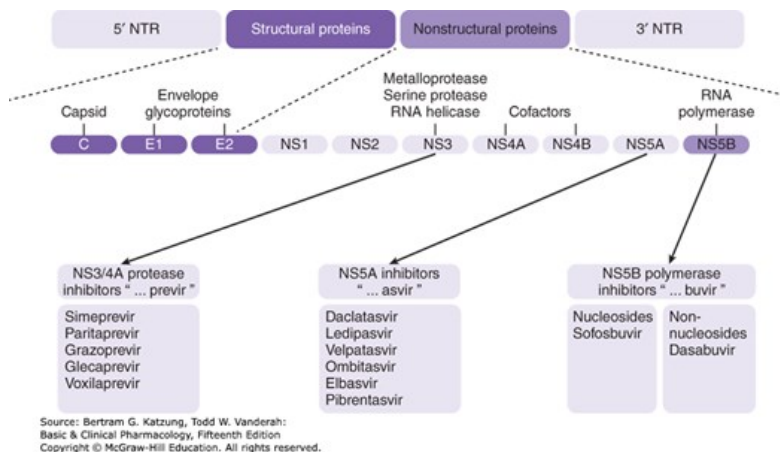 5′ NTR
Structural proteins
Nonstructural proteins
3′ NTR
Capsid
Envelope
glycoproteins
Metalloprotease
Serine protease
RNA helicase
Cofactors
RNA
polymerase
C
E1
E2
NS1
NS2
NS3
NS4A
NS4B
NS5A
NS5B
NS3/4A protease
inhibitors “ ... previr ”
Simeprevir
Paritaprevir
Grazoprevir
Glecaprevir
Voxilaprevir
NS5A inhibitors
“ ... asvir ”
Daclatasvir
Ledipasvir
Velpatasvir
Ombitasvir
Elbasvir
Pibrentasvir
NS5B polymerase
inhibitors “ ... buvir ”
Nucleosides
Sofosbuvir
Non-
nucleosides
Dasabuvir
Source: Bertram G. Katzung, Todd W. Vanderah:
Basic & Clinical Pharmacology, Fifteenth Edition
Copyright © McGraw-Hill Education. All rights reserved.